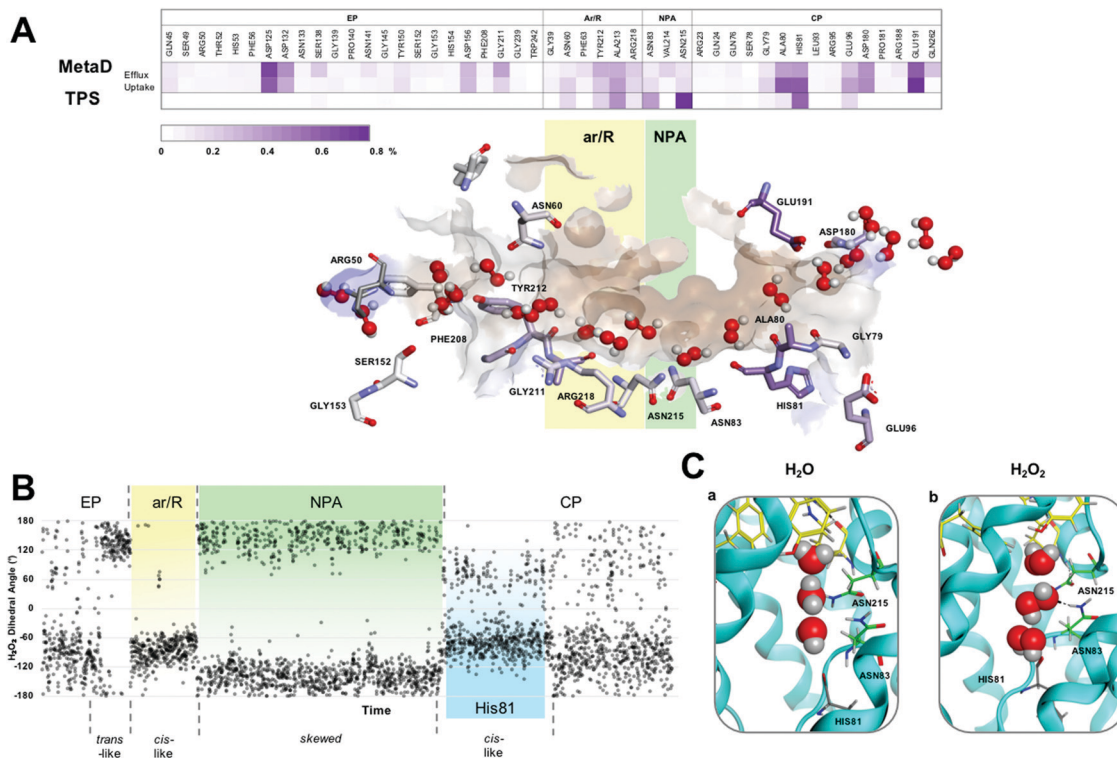 A
EP Ar/R NPA CP
GLN45 SER49 ARG50 THR52 HIS53 PHE56 ASP125 ASP132 ASN133 SER138 GLY139 PRO140 ASN141 GLY145 TYR150 SER152 GLY153 HIS154 ASP156 PHE208 GLY211 GLY239 TRP242 GLY39 ASN60 PHE63 TYR212 ALA213 ARG218 ASN83 VAL214 ASN215 ARG23 GLN24 GLN76 SER78 GLY79 ALA80 HIS81 LEU93 ARG95 GLU96 ASP180 PRO181 ARG188 GLU191 GLN262
MetaD Efflux
Uptake
TPS
0 0.2 0.4 0.6 0.8 %
ar/R NPA
GLU191
ASN60
ASP180
ARG50
TYR212
ALA80
PHE208
GLY79
SER152
GLY211
ARG218
ASN215
ASN83
HIS81
GLY153
GLU96
B
EP ar/R NPA CP
H₂O₂ Dihedral Angle (°)
180
120
60
0
-60
-120
-180
Time
His81
trans
-like
cis-
like
skewed
cis-
like
C
H₂O H₂O₂
a b
ASN215
ASN83
HIS81
ASN215
ASN83
HIS81